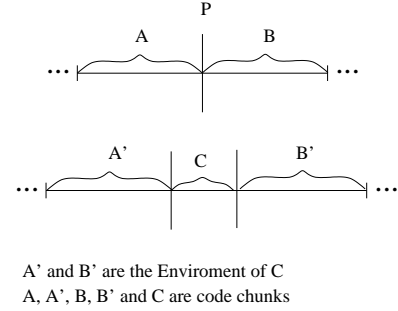 P
A B
... ...
A’ C B’
... ...
A’ and B’ are the Enviroment of C
A, A’, B, B’ and C are code chunks